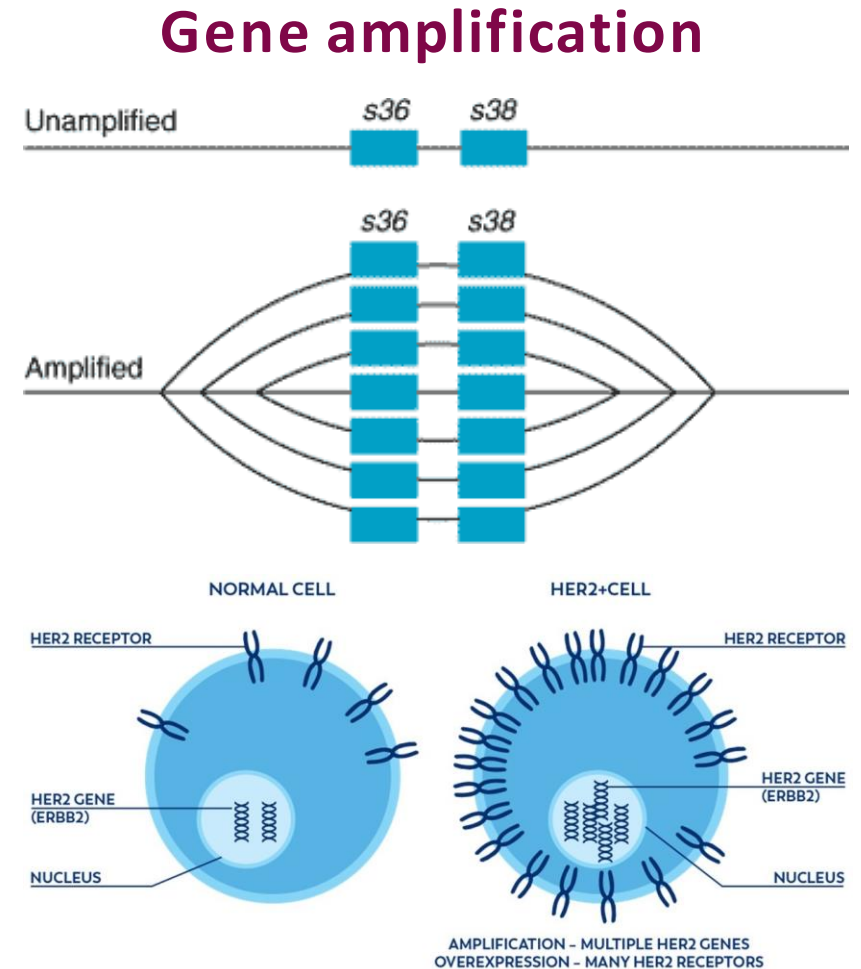 Gene amplification
s36 s38
Unamplified
s36 s38
Amplified
NORMAL CELL
HER2+CELL
HER2 RECEPTOR
HER2 RECEPTOR
HER2 GENE
(ERBB2)
HER2 GENE
(ERBB2)
NUCLEUS
NUCLEUS
AMPLIFICATION – MULTIPLE HER2 GENES
OVEREXPRESSION – MANY HER2 RECEPTORS